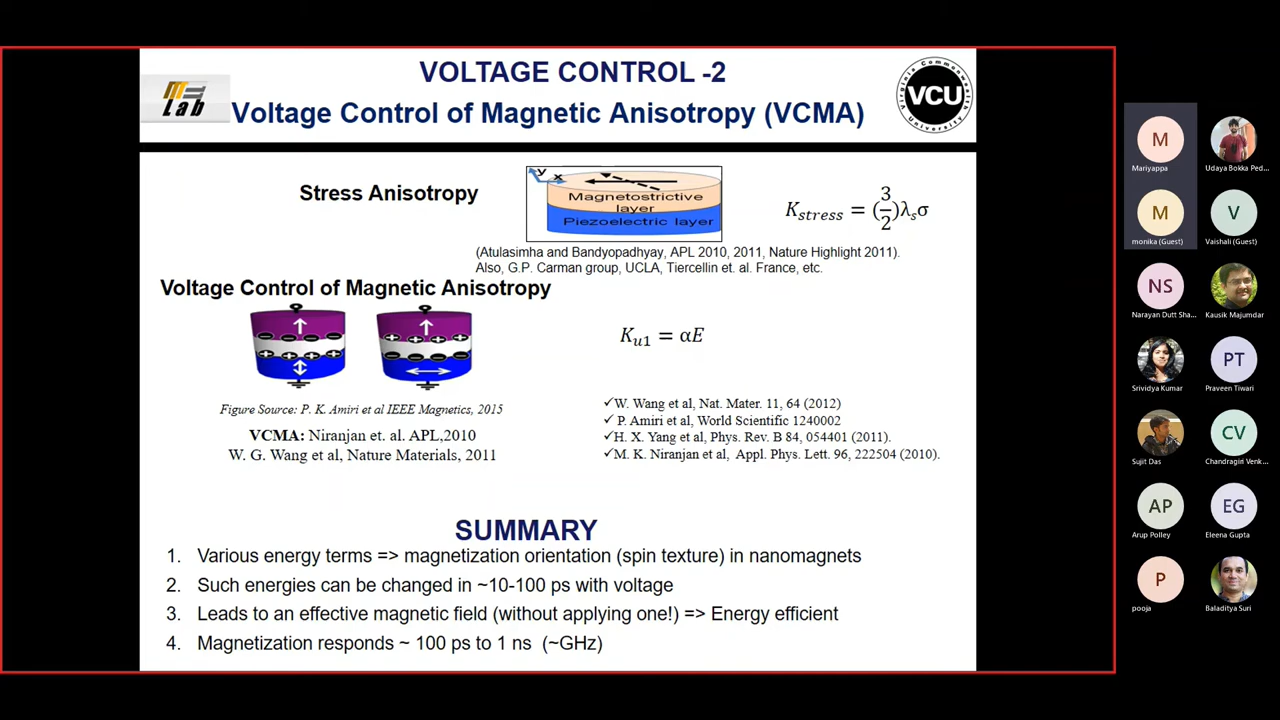 VOLTAGE CONTROL -2
Voltage Control of Magnetic Anisotropy (VCMA)
Lab
Virginia Commonwealth University
VCU
Stress Anisotropy
y
x
Magnetostrictive
layer
Piezoelectric layer
K_stress = (3/2)λ_sσ
(Atulasimha and Bandyopadhyay, APL 2010, 2011, Nature Highlight 2011).
Also, G.P. Carman group, UCLA, Tiercellin et. al. France, etc.
Voltage Control of Magnetic Anisotropy
K_u1 = αE
Figure Source: P. K. Amiri et al IEEE Magnetics, 2015
VCMA: Niranjan et. al. APL,2010
W. G. Wang et al, Nature Materials, 2011
✓W. Wang et al, Nat. Mater. 11, 64 (2012)
✓ P. Amiri et al, World Scientific 1240002
✓H. X. Yang et al, Phys. Rev. B 84, 054401 (2011).
✓M. K. Niranjan et al, Appl. Phys. Lett. 96, 222504 (2010).
SUMMARY
1. Various energy terms => magnetization orientation (spin texture) in nanomagnets
2. Such energies can be changed in ~10-100 ps with voltage
3. Leads to an effective magnetic field (without applying one!) => Energy efficient
4. Magnetization responds ~ 100 ps to 1 ns (~GHz)
M
Mariyappa
Udaya Bokka Ped...
M
monika (Guest)
V
Vaishali (Guest)
NS
Narayan Dutt Sha...
Kausik Majumdar
Srividya Kumar
PT
Praveen Tiwari
Sujit Das
CV
Chandragiri Venk...
AP
Arup Polley
EG
Eleena Gupta
P
pooja
Baladitya Suri